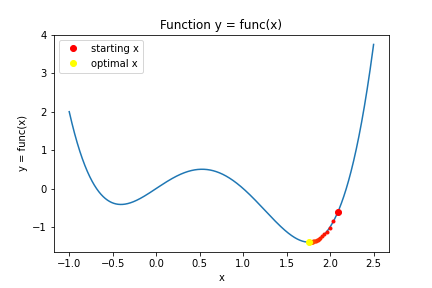 Function y = func(x)
4
3
2
1
0
−1
y = func(x)
starting x
optimal x
−1.0 −0.5 0.0 0.5 1.0 1.5 2.0 2.5
x